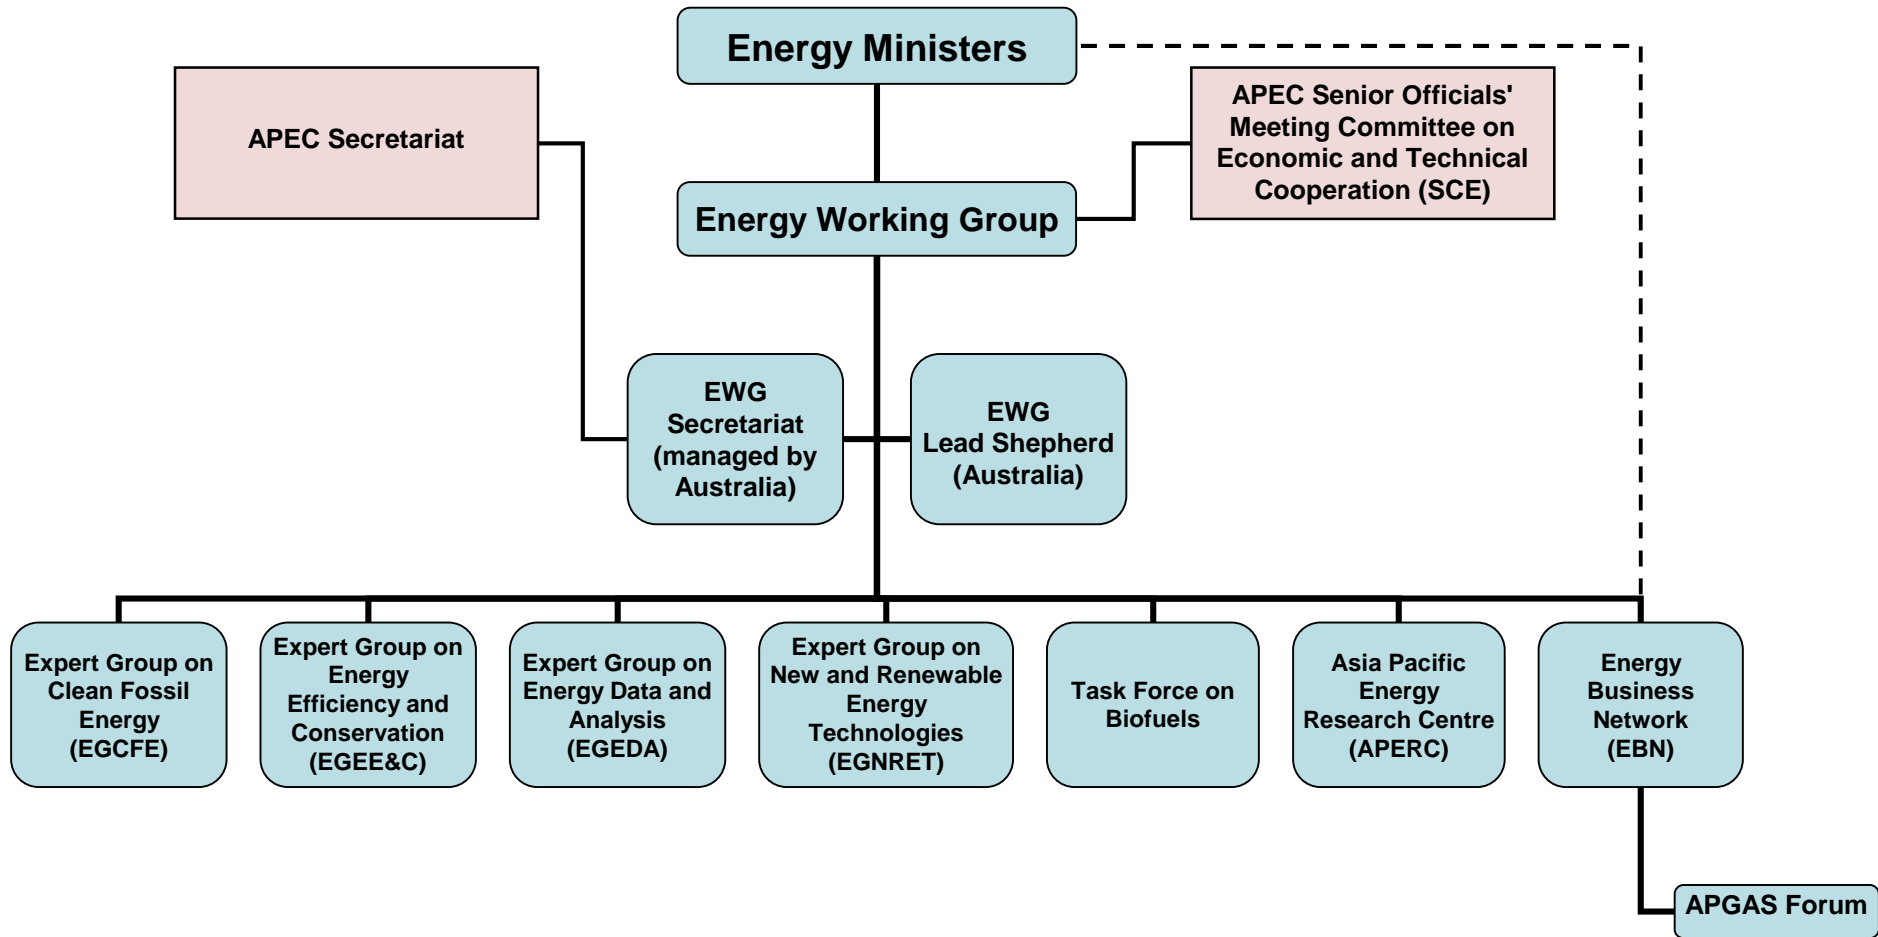 Energy Ministers
APEC Secretariat
APEC Senior Officials'
Meeting Committee on
Economic and Technical
Cooperation (SCE)
Energy Working Group
EWG
Secretariat
(managed by
Australia)
EWG
Lead Shepherd
(Australia)
Expert Group on
Clean Fossil
Energy
(EGCFE)
Expert Group on
Energy
Efficiency and
Conservation
(EGEE&C)
Expert Group on
Energy Data and
Analysis
(EGEDA)
Expert Group on
New and Renewable
Energy
Technologies
(EGNRET)
Task Force on
Biofuels
Asia Pacific
Energy
Research Centre
(APERC)
Energy
Business
Network
(EBN)
APGAS Forum